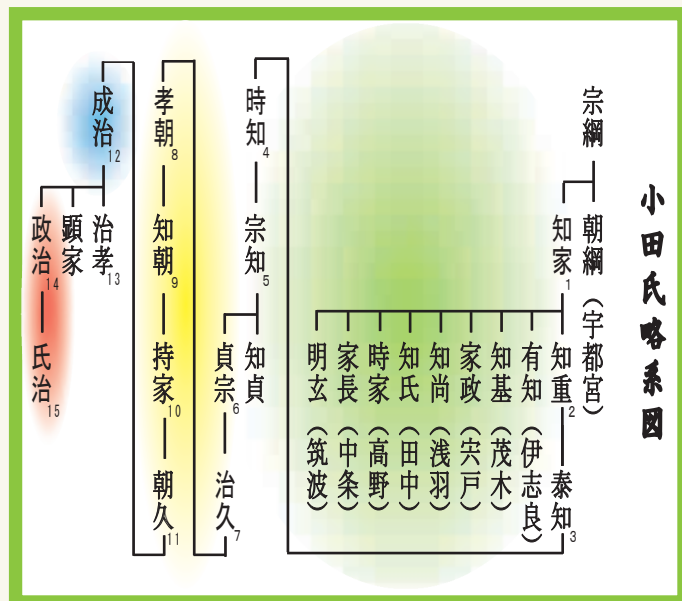 小田氏略系図
宗綱
朝綱（宇都宮）
知家1
知重2
有知（伊志良）
知基（茂木）
家政（宍戸）
知尚（浅羽）
知氏（田中）
時家（高野）
家長（中条）
明玄（筑波）
泰知3
時知4
宗知5
知貞
貞宗6
治久7
孝朝8
知朝9
持家10
朝久11
成治12
治孝13
顕家
政治14
氏治15